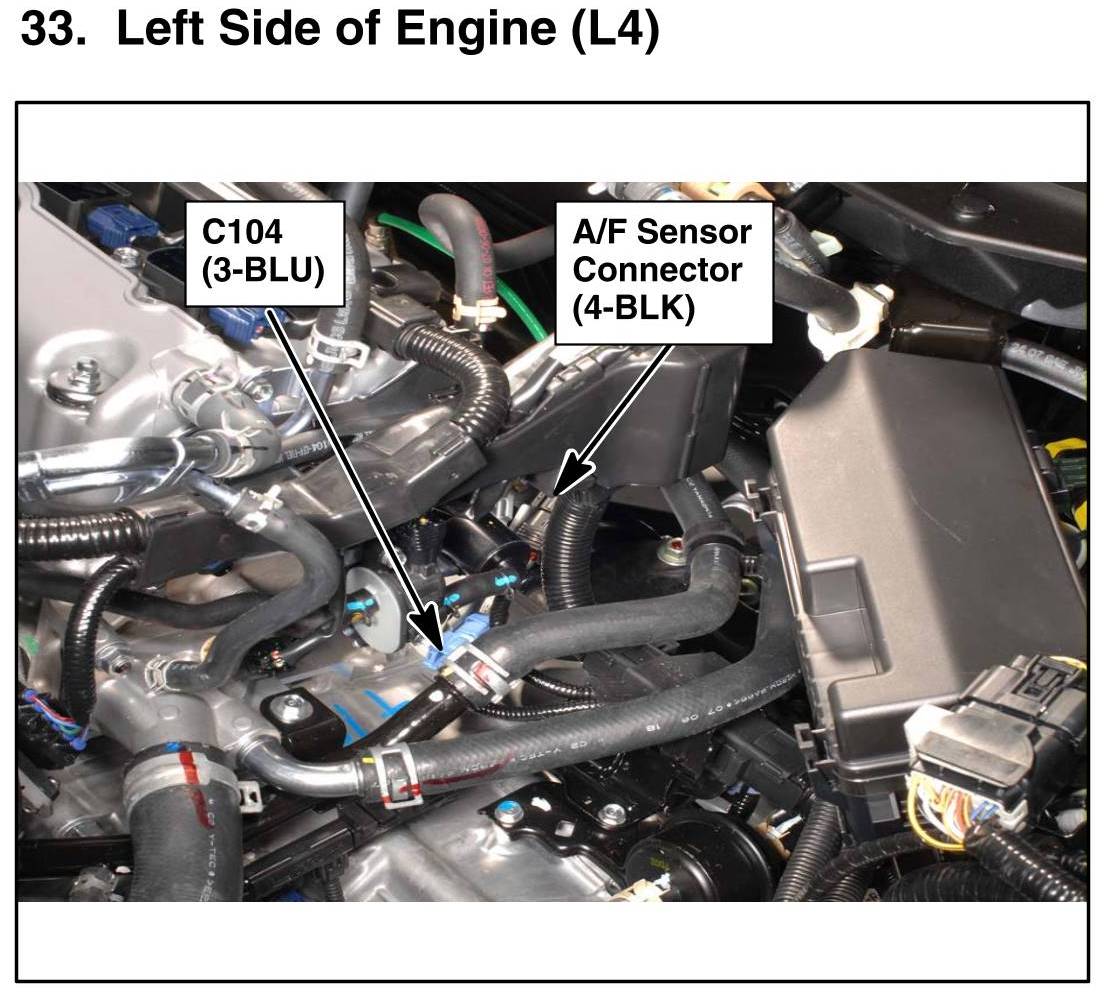 33. Left Side of Engine (L4)
C104
(3-BLU)
A/F Sensor
Connector
(4-BLK)